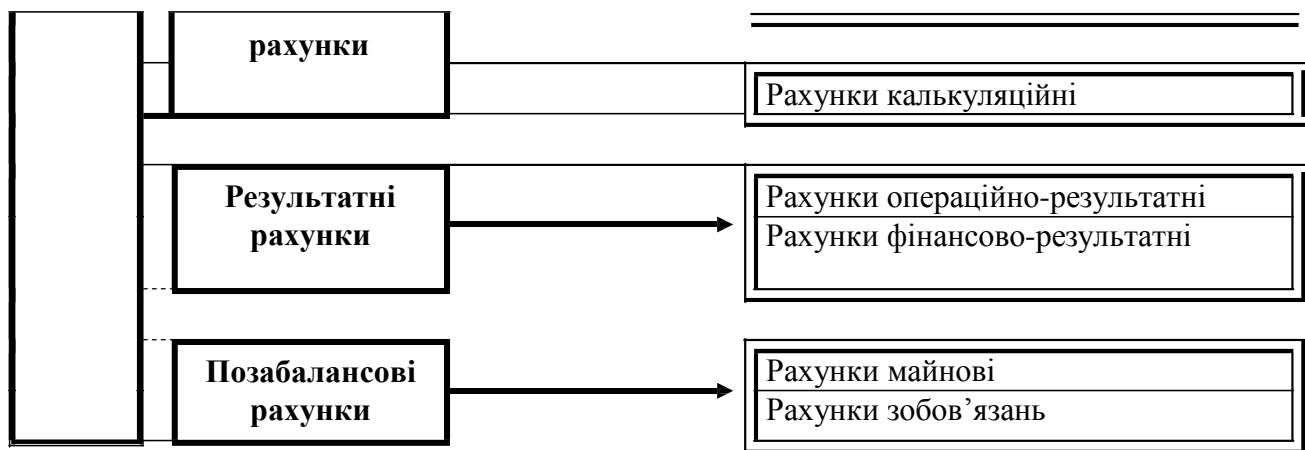 рахунки
Рахунки калькуляційні
Результатні
рахунки
Рахунки операційно-результатні
Рахунки фінансово-результатні
Позабалансові
рахунки
Рахунки майнові
Рахунки зобов’язань